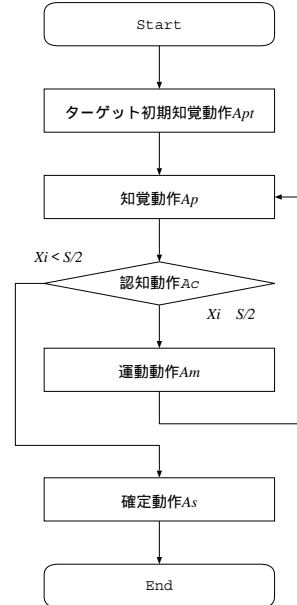 Start
ターゲット初期知覚動作Apt
知覚動作Ap
Xi < S/2
認知動作Ac
Xi S/2
運動動作Am
確定動作As
End